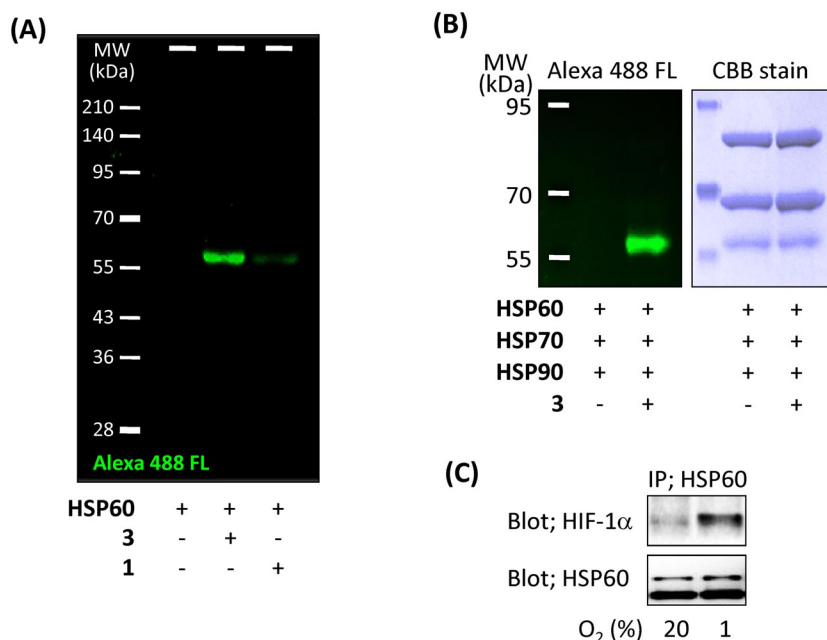 (A)
MW
(kDa)
210
140
95
70
55
43
36
28
Alexa 488 FL
HSP60 + + +
3 - + -
1 - - +
(B)
MW
(kDa)
Alexa 488 FL CBB stain
95
70
55
HSP60 + + + +
HSP70 + + + +
HSP90 + + + +
3 - + - +
(C)
IP; HSP60
Blot; HIF-1α
Blot; HSP60
O₂ (%) 20 1